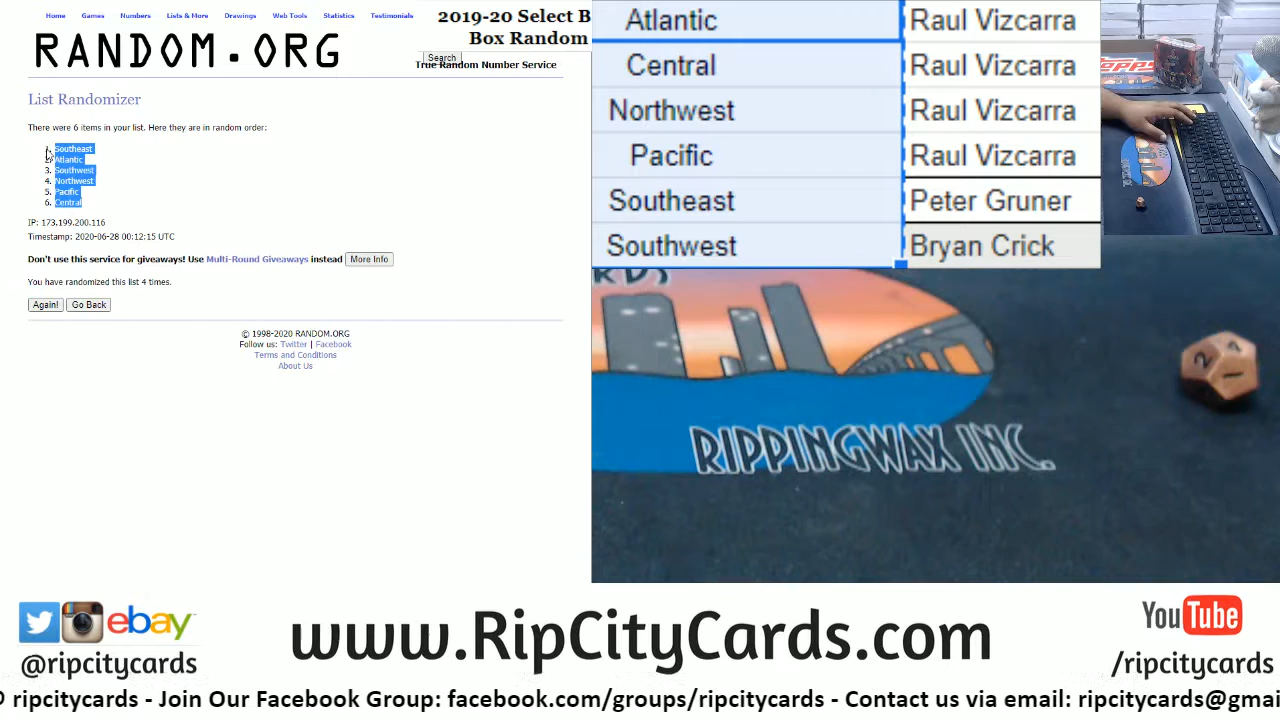 Home Games Numbers Lists & More Drawings Web Tools Statistics Testimonials
RANDOM.ORG
Search
True Random Number Service
2019-20 Select B
Box Random
List Randomizer
There were 6 items in your list. Here they are in random order:
1. Southeast
2. Atlantic
3. Southwest
4. Northwest
5. Pacific
6. Central
IP: 173.199.200.116
Timestamp: 2020-06-28 00:12:15 UTC
Don't use this service for giveaways! Use Multi-Round Giveaways instead More Info
You have randomized this list 4 times.
Again! Go Back
© 1998-2020 RANDOM.ORG
Follow us: Twitter | Facebook
Terms and Conditions
About Us
Atlantic Raul Vizcarra
Central Raul Vizcarra
Northwest Raul Vizcarra
Pacific Raul Vizcarra
Southeast Peter Gruner
Southwest Bryan Crick
TOPPS
RDS
RIPPINGWAX INC.
2 4
1
ebay
@ripcitycards
www.RipCityCards.com
YouTube
/ripcitycards
ripcitycards - Join Our Facebook Group: facebook.com/groups/ripcitycards - Contact us via email: ripcitycards@gmai